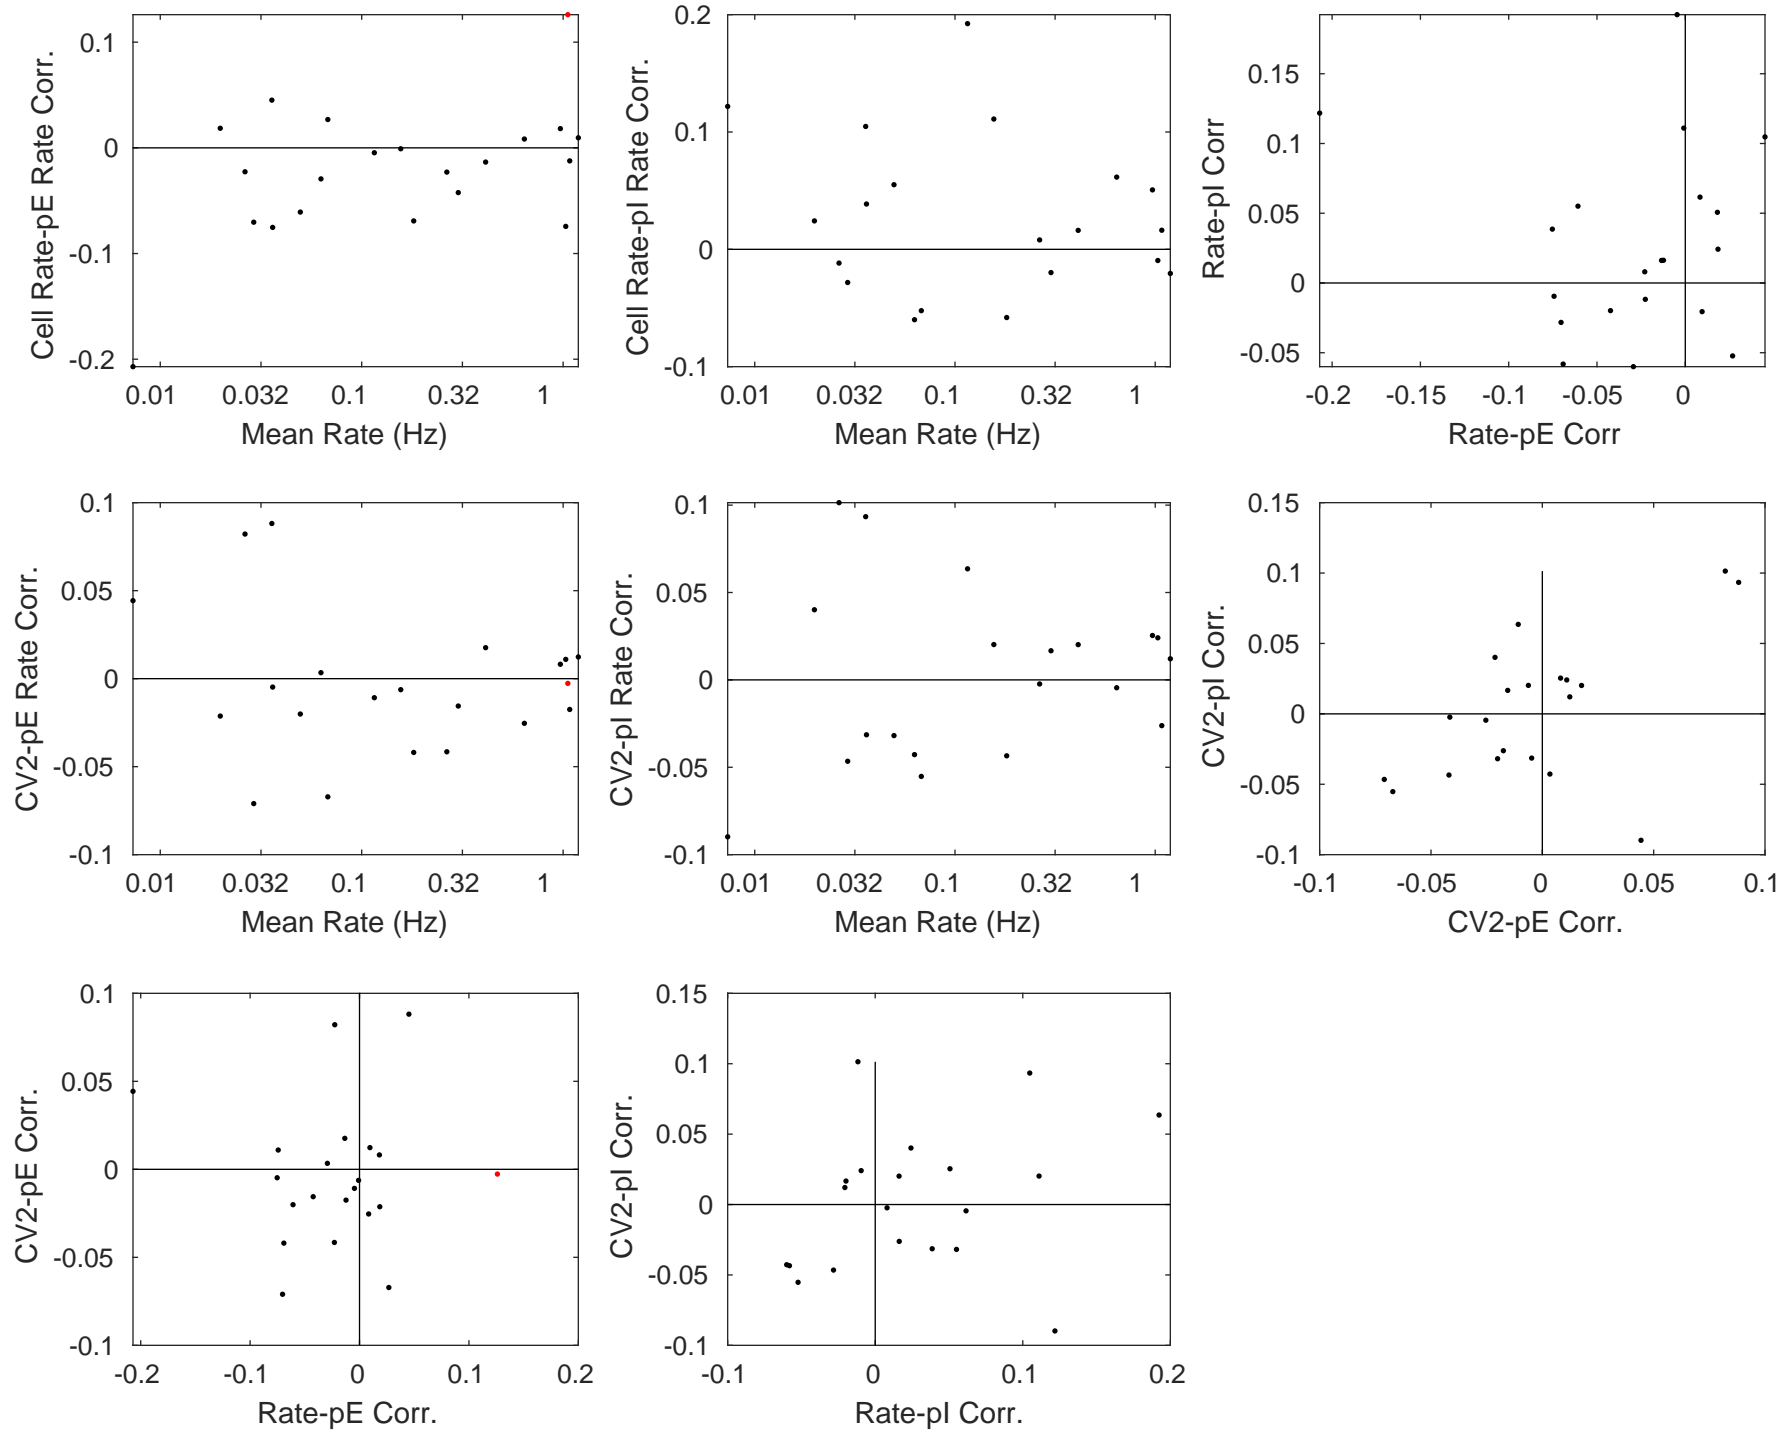 0.1
0
-0.1
-0.2
Cell Rate-pE Rate Corr.
0.01 0.032 0.1 0.32 1
Mean Rate (Hz)
0.2
0.1
0
-0.1
Cell Rate-pI Rate Corr.
0.01 0.032 0.1 0.32 1
Mean Rate (Hz)
0.15
0.1
0.05
0
-0.05
Rate-pI Corr
-0.2 -0.15 -0.1 -0.05 0
Rate-pE Corr
0.1
0.05
0
-0.05
-0.1
CV2-pE Rate Corr.
0.01 0.032 0.1 0.32 1
Mean Rate (Hz)
0.1
0.05
0
-0.05
-0.1
CV2-pI Rate Corr.
0.01 0.032 0.1 0.32 1
Mean Rate (Hz)
0.15
0.1
0.05
0
-0.05
-0.1
CV2-pI Corr.
-0.1 -0.05 0 0.05 0.1
CV2-pE Corr.
0.1
0.05
0
-0.05
-0.1
CV2-pE Corr.
-0.2 -0.1 0 0.1 0.2
Rate-pE Corr.
0.15
0.1
0.05
0
-0.05
-0.1
CV2-pI Corr.
-0.1 0 0.1 0.2
Rate-pI Corr.